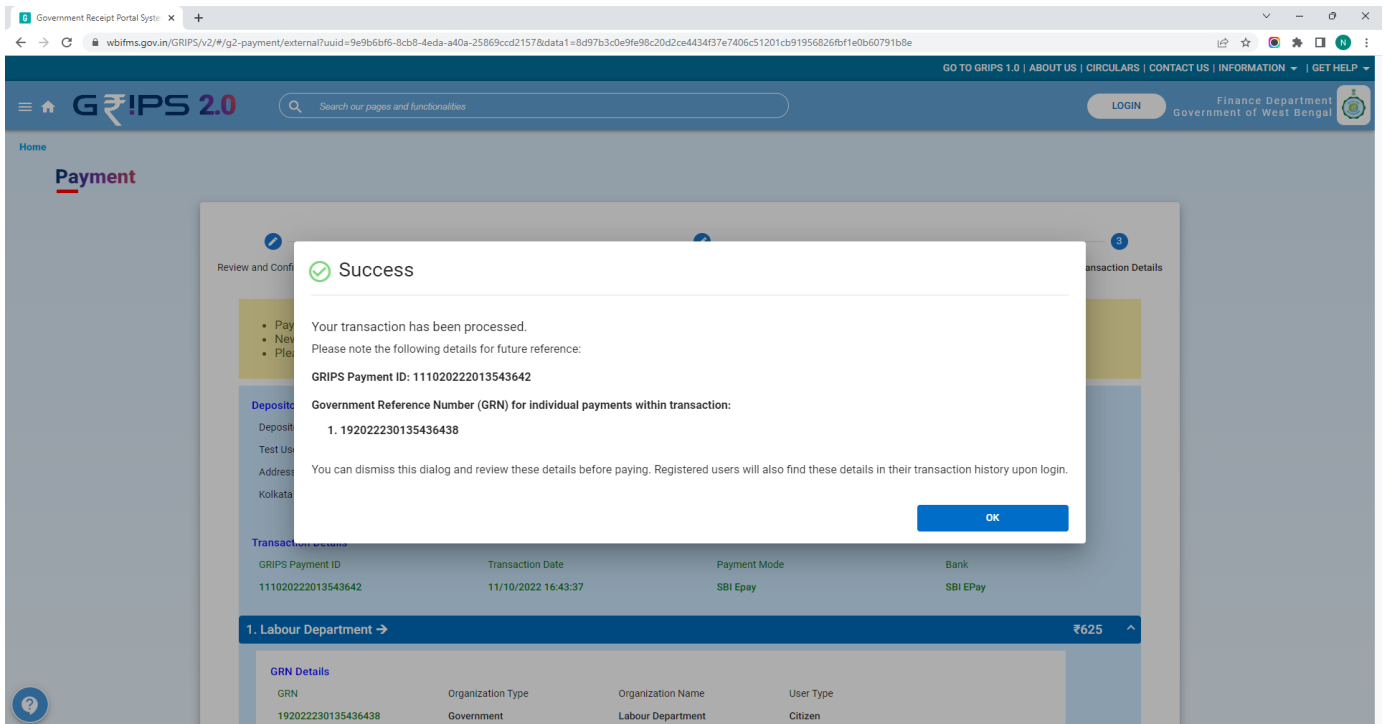 Government Receipt Portal Syste
wbifms.gov.in/GRIPS/v2/#/g2-payment/external?uuid=9e9b6bf6-8cb8-4eda-a40a-25869ccd2157&data1=8d97b3c0e9fe98c20d2ce4434f37e7406c51201cb91956826fbf1e0b60791b8e
N
GO TO GRIPS 1.0 | ABOUT US | CIRCULARS | CONTACT US | INFORMATION | GET HELP
G₹!PS 2.0
Search our pages and functionalities
LOGIN
Finance Department
Government of West Bengal
Home
Payment
3
Review and Confi
ansaction Details
Success
Your transaction has been processed.
Please note the following details for future reference:
GRIPS Payment ID: 111020222013543642
Government Reference Number (GRN) for individual payments within transaction:
1. 192022230135436438
You can dismiss this dialog and review these details before paying. Registered users will also find these details in their transaction history upon login.
OK
• Pay
• Nev
• Plea
Deposito
Deposit
Test Use
Address
Kolkata
GRIPS Payment ID Transaction Date Payment Mode Bank
111020222013543642 11/10/2022 16:43:37 SBI Epay SBI EPay
1. Labour Department → ₹625
GRN Details
GRN Organization Type Organization Name User Type
192022230135436438 Government Labour Department Citizen